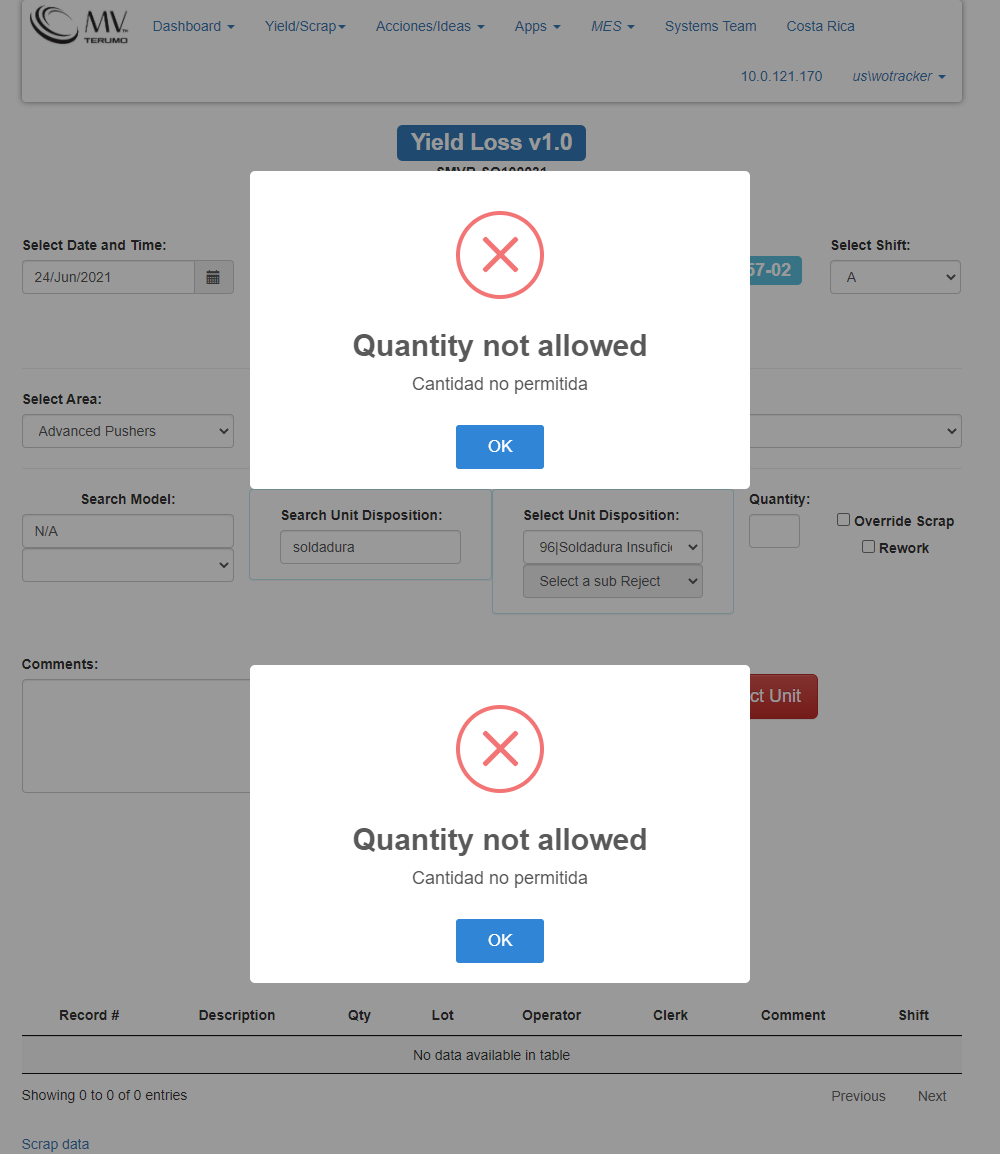 MV TERUMO
Dashboard Yield/Scrap Acciones/Ideas Apps MES Systems Team Costa Rica
10.0.121.170 us\wotracker
Yield Loss v1.0
Select Date and Time: Select Shift:
24/Jun/2021 57-02 A
Quantity not allowed
Cantidad no permitida
OK
Select Area:
Advanced Pushers
Search Model: Search Unit Disposition: Select Unit Disposition: Quantity:
N/A soldadura 96|Soldadura Insufici Override Scrap
Select a sub Reject Rework
Comments:
ct Unit
Quantity not allowed
Cantidad no permitida
OK
Record # Description Qty Lot Operator Clerk Comment Shift
No data available in table
Showing 0 to 0 of 0 entries Previous Next
Scrap data